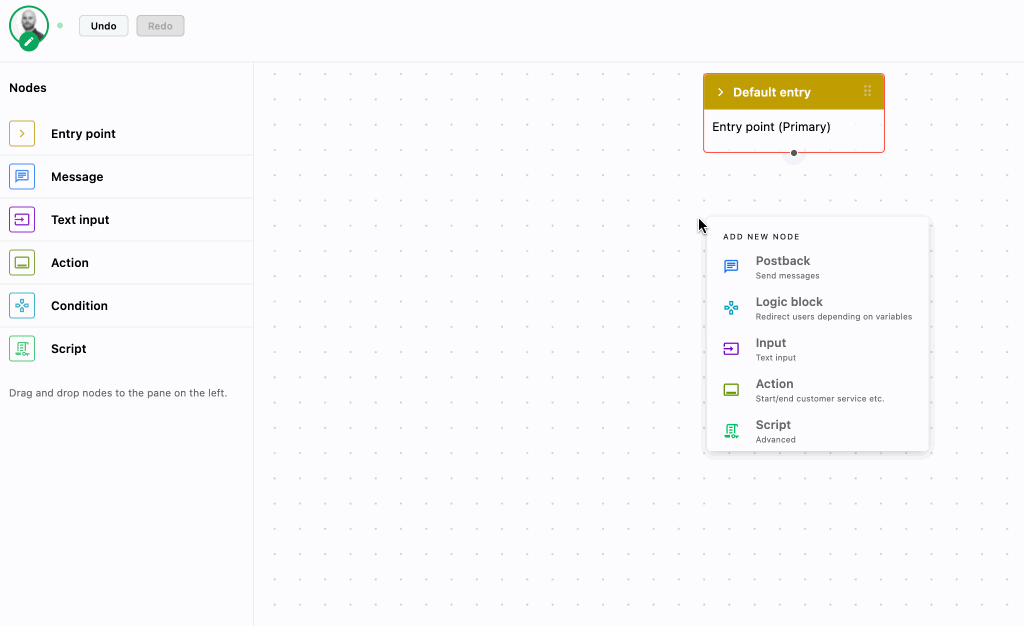 Undo
Redo
Nodes
Entry point
Message
Text input
Action
Condition
Script
Drag and drop nodes to the pane on the left.
Default entry
Entry point (Primary)
ADD NEW NODE
Postback
Send messages
Logic block
Redirect users depending on variables
Input
Text input
Action
Start/end customer service etc.
Script
Advanced